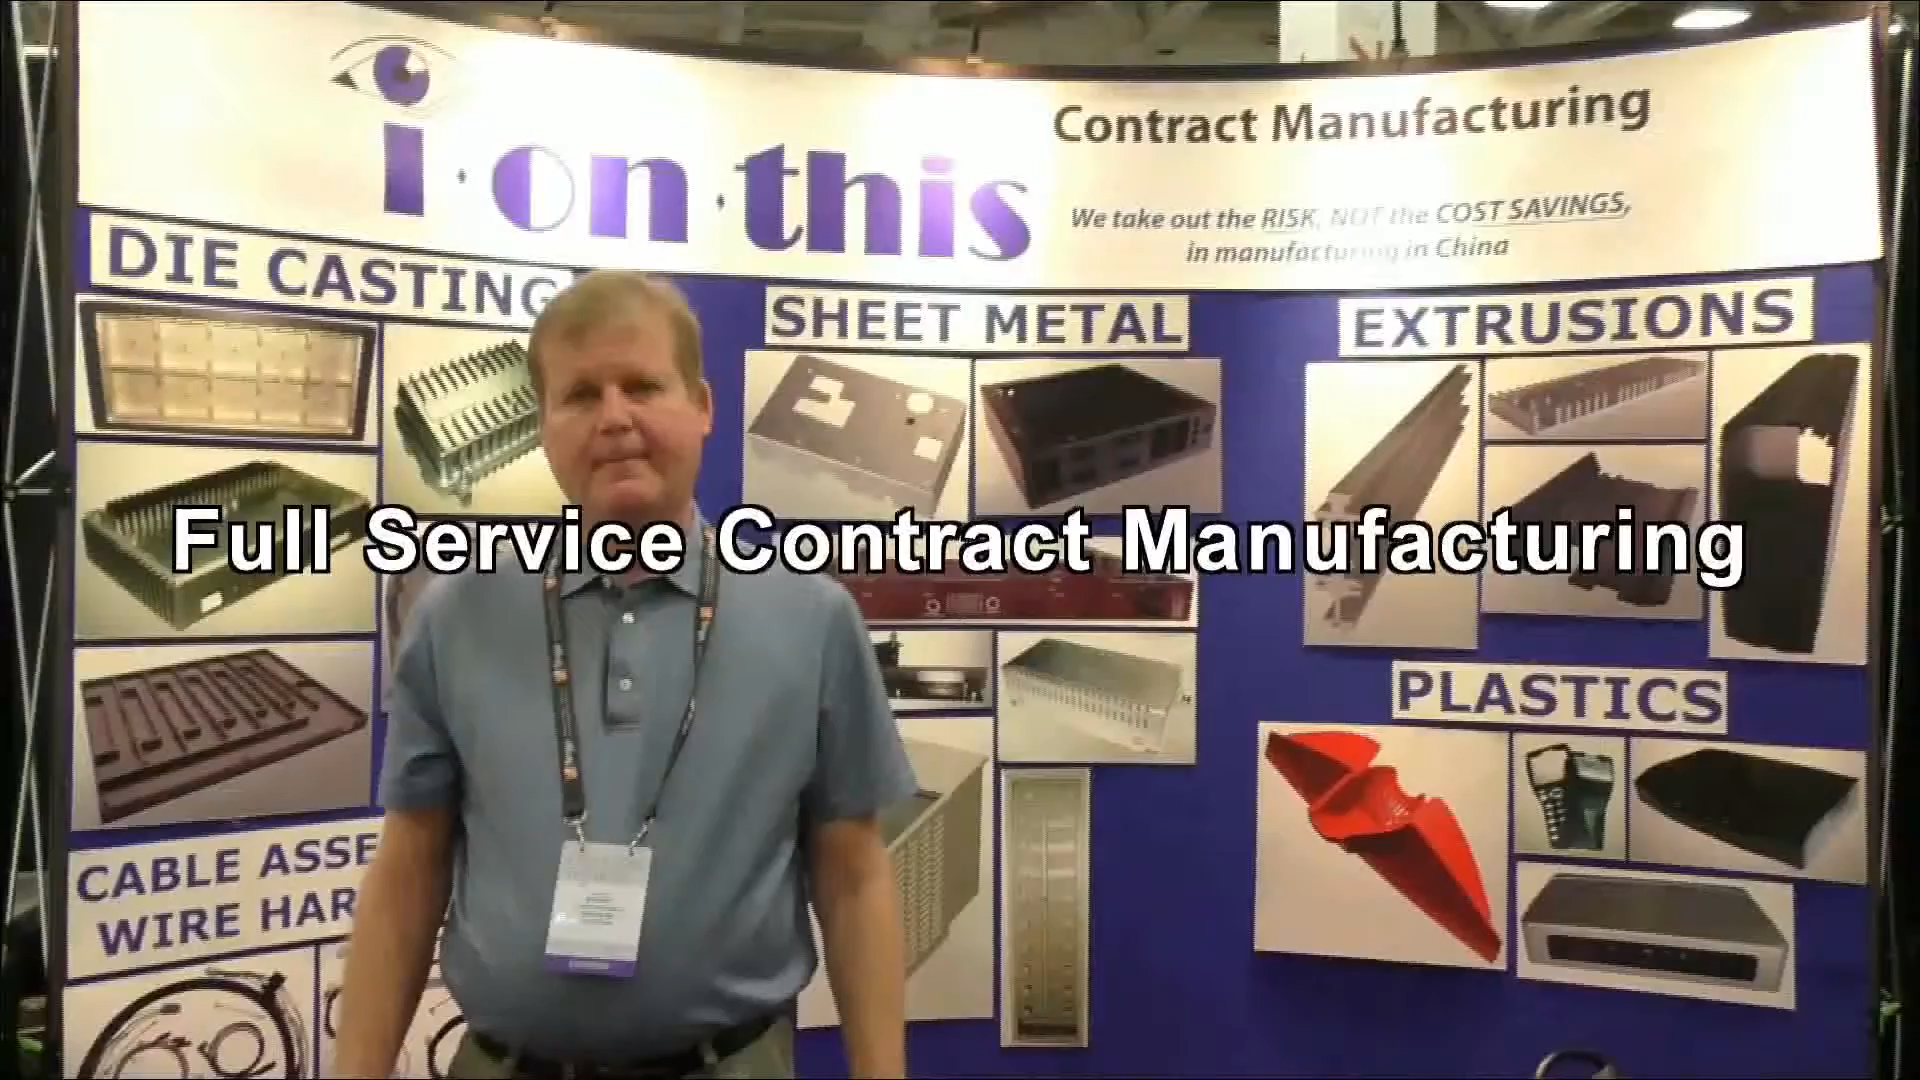 i·on·this
Contract Manufacturing
We take out the RISK, NOT the COST SAVINGS,
in manufacturing in China
DIE CASTING
SHEET METAL
EXTRUSIONS
Full Service Contract Manufacturing
PLASTICS
CABLE ASSE
WIRE HAR